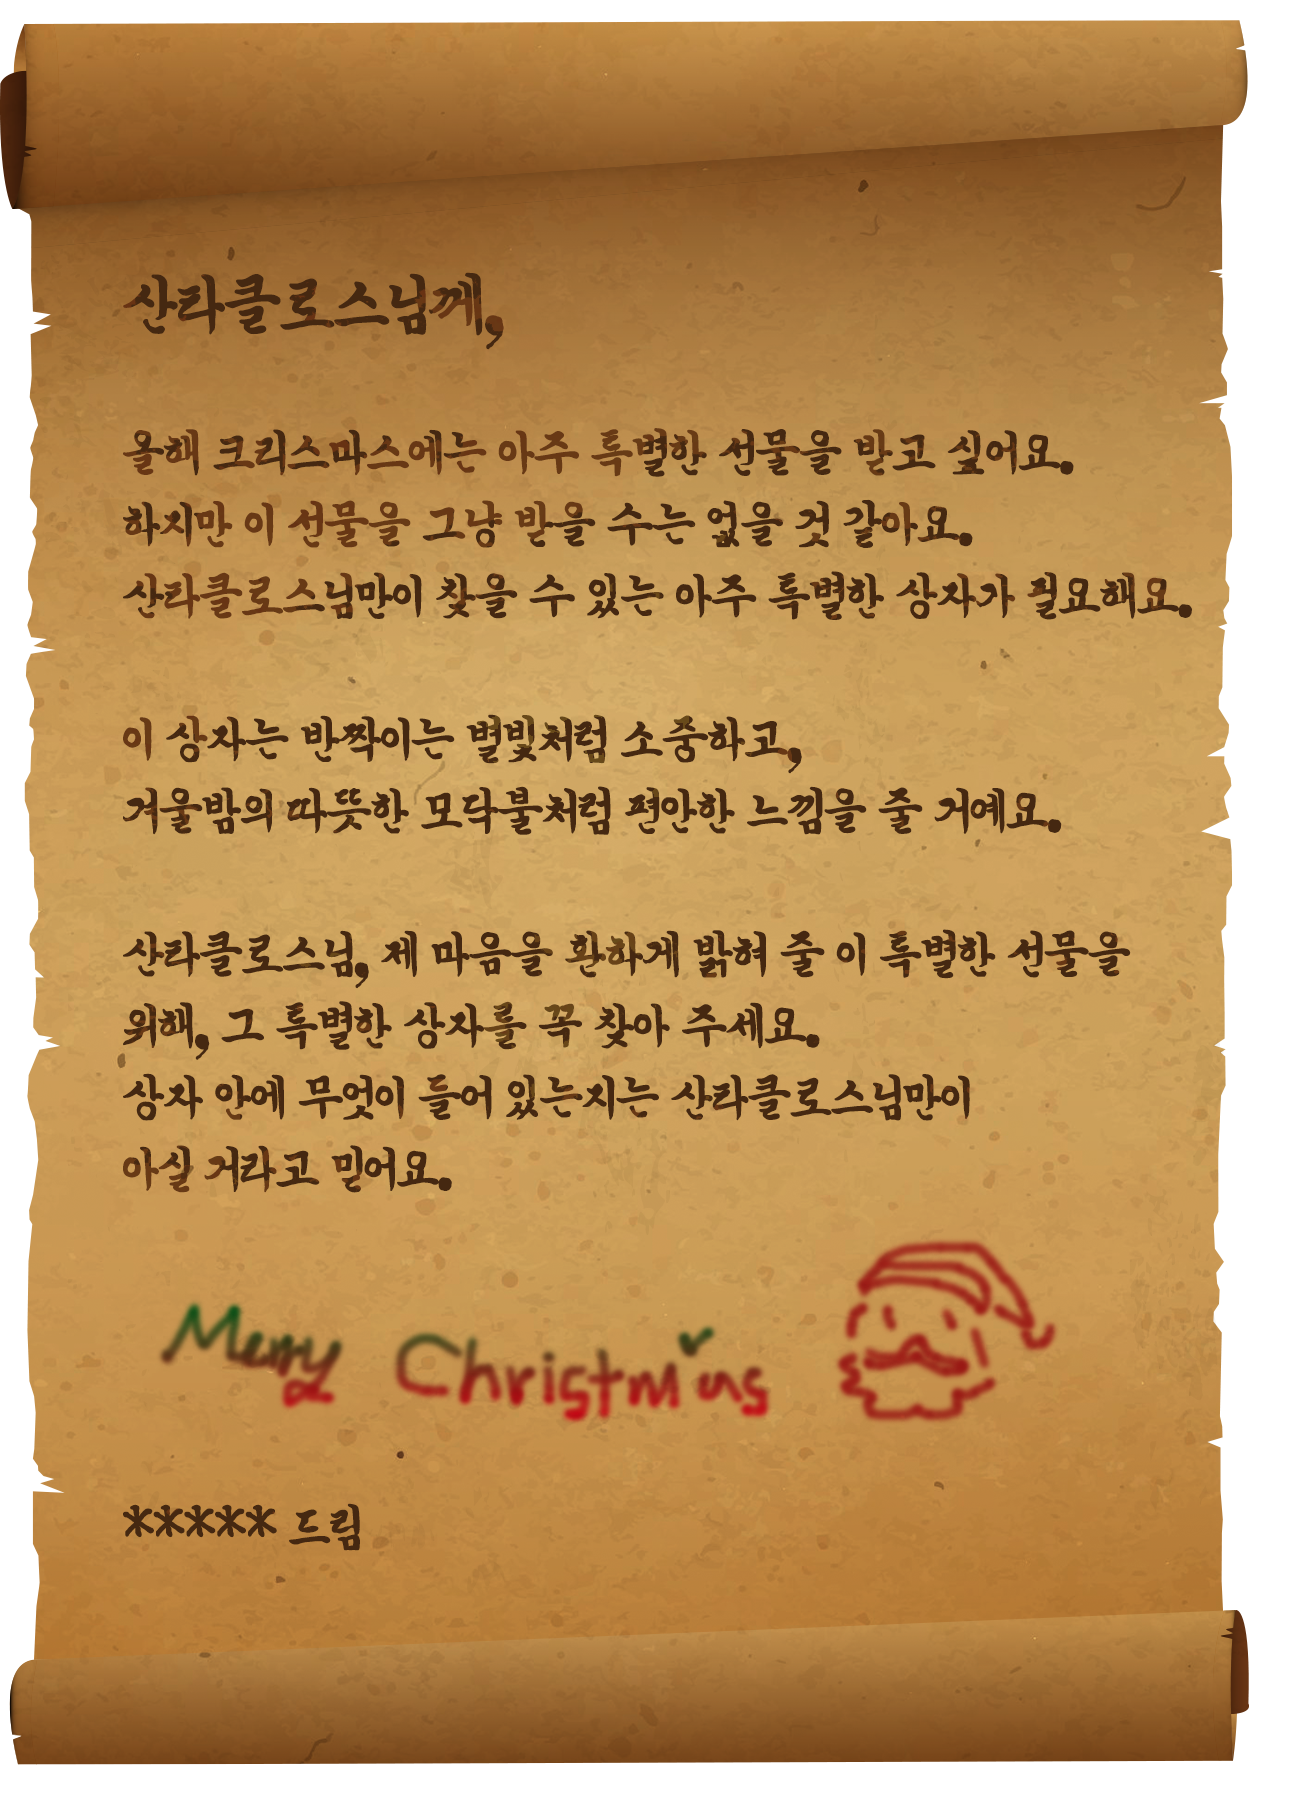 산타클로스님께,
올해 크리스마스에는 아주 특별한 선물을 받고 싶어요.
하지만 이 선물을 그냥 받을 수는 없을 것 같아요.
산타클로스님만이 찾을 수 있는 아주 특별한 상자가 필요해요.
이 상자는 반짝이는 별빛처럼 소중하고,
겨울밤의 따뜻한 모닥불처럼 편안한 느낌을 줄 거예요.
산타클로스님, 제 마음을 환하게 밝혀 줄 이 특별한 선물을
위해, 그 특별한 상자를 꼭 찾아 주세요.
상자 안에 무엇이 들어 있는지는 산타클로스님만이
아실 거라고 믿어요.
Merry Christmas
***** 드림